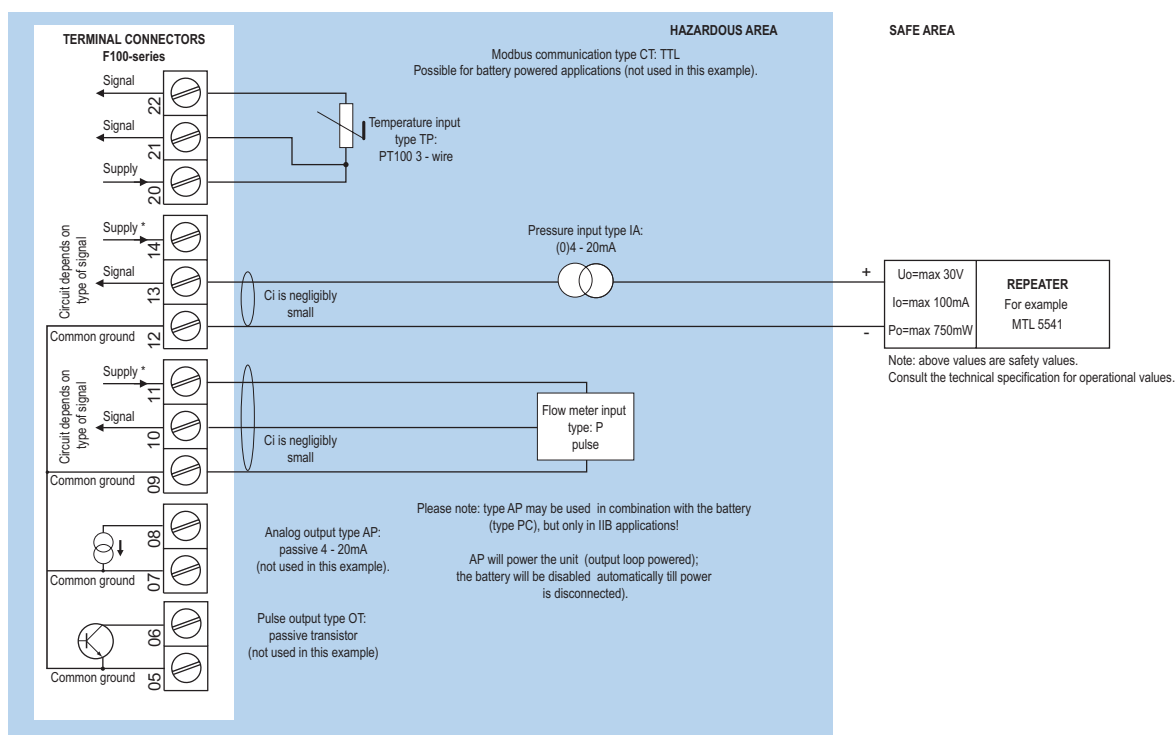 TERMINAL CONNECTORS
F100-series
HAZARDOUS AREA
SAFE AREA
Modbus communication type CT: TTL
Possible for battery powered applications (not used in this example).
Signal
22
Signal
21
Supply
20
Temperature input
type TP:
PT100 3 - wire
Circuit depends on
type of signal
Supply *
14
Signal
13
Common ground
12
Ci is negligibly
small
Pressure input type IA:
(0)4 - 20mA
+
-
Uo=max 30V
Io=max 100mA
Po=max 750mW
REPEATER
For example
MTL 5541
Note: above values are safety values.
Consult the technical specification for operational values.
Circuit depends on
type of signal
Supply *
11
Signal
10
Common ground
09
Ci is negligibly
small
Flow meter input
type: P
pulse
08
Common ground
07
Analog output type AP:
passive 4 - 20mA
(not used in this example).
Please note: type AP may be used in combination with the battery
(type PC), but only in IIB applications!
AP will power the unit (output loop powered);
the battery will be disabled automatically till power
is disconnected).
06
Common ground
05
Pulse output type OT:
passive transistor
(not used in this example)